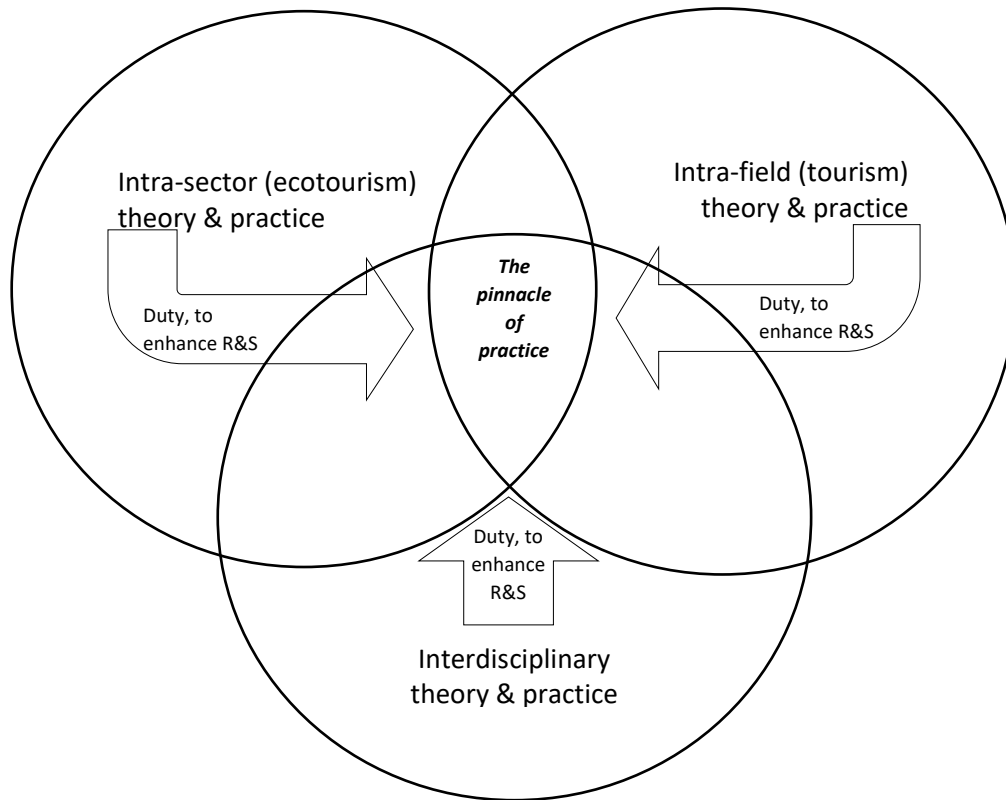 Intra-sector (ecotourism)
theory & practice
Duty, to
enhance R&S
Intra-field (tourism)
theory & practice
Duty, to
enhance R&S
The
pinnacle
of
practice
Duty, to
enhance
R&S
Interdisciplinary
theory & practice